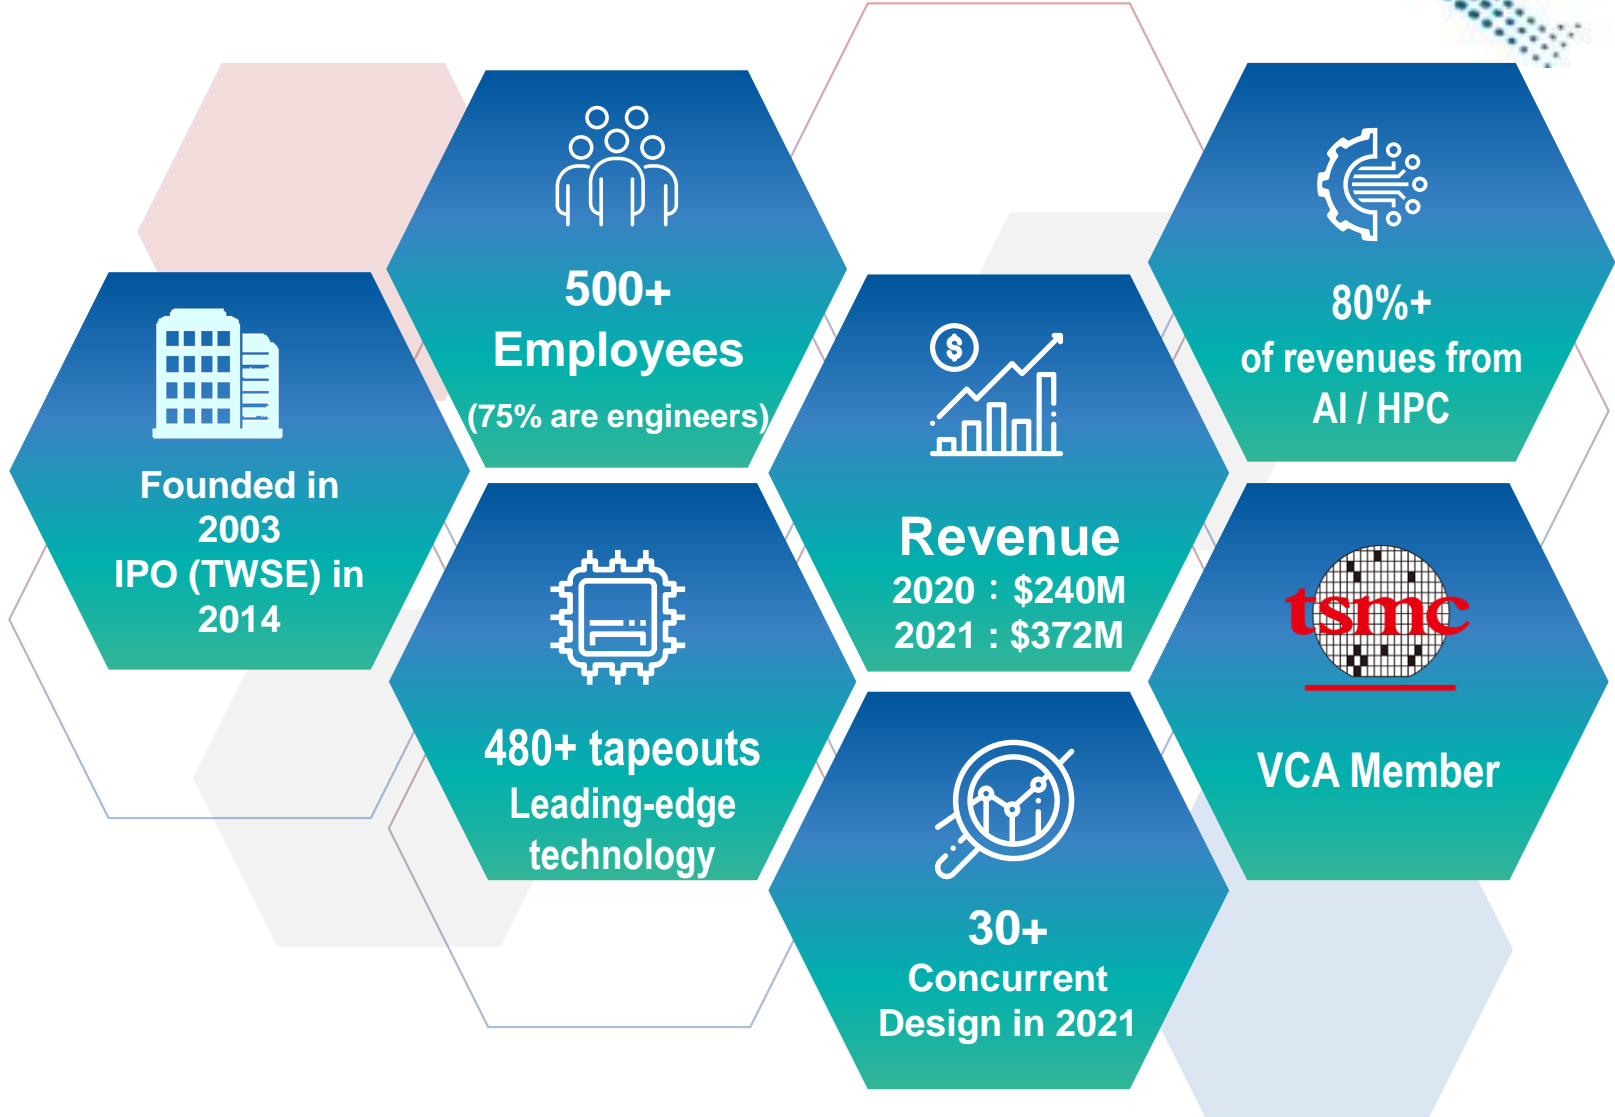 500+
Employees
(75% are engineers)
80%+
of revenues from
AI / HPC
Founded in
2003
IPO (TWSE) in
2014
Revenue
2020：$240M
2021 : $372M
480+ tapeouts
Leading-edge
technology
tsmc
VCA Member
30+
Concurrent
Design in 2021